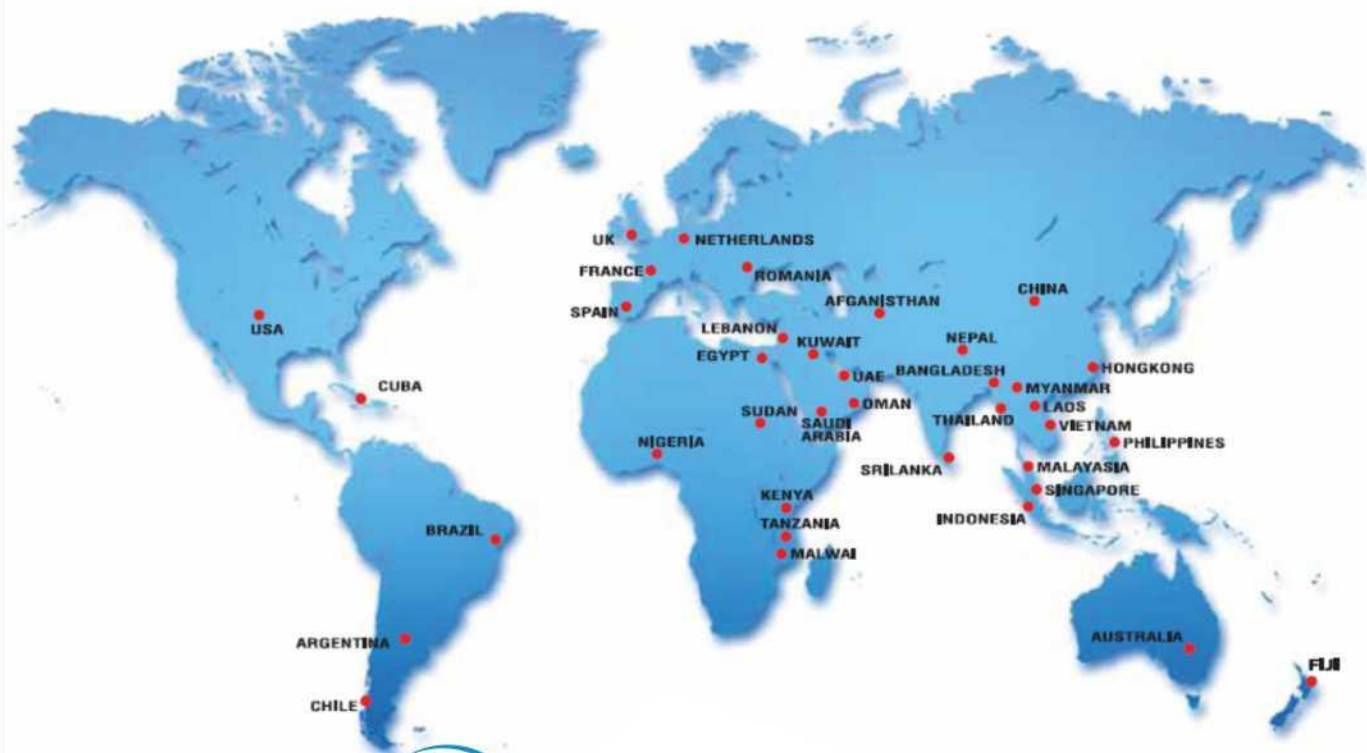 UK
NETHERLANDS
FRANCE
ROMANIA
AFGANISTHAN
CHINA
SPAIN
USA
LEBANON
KUWAIT
NEPAL
EGYPT
UAE
BANGLADESH
HONGKONG
CUBA
MYANMAR
OMAN
LAOS
SUDAN
SAUDI
ARABIA
THAILAND
VIETNAM
NIGERIA
PHILIPPINES
SRILANKA
MALAYASIA
KENYA
SINGAPORE
INDONESIA
BRAZIL
TANZANIA
MALWAI
ARGENTINA
AUSTRALIA
FIJI
CHILE